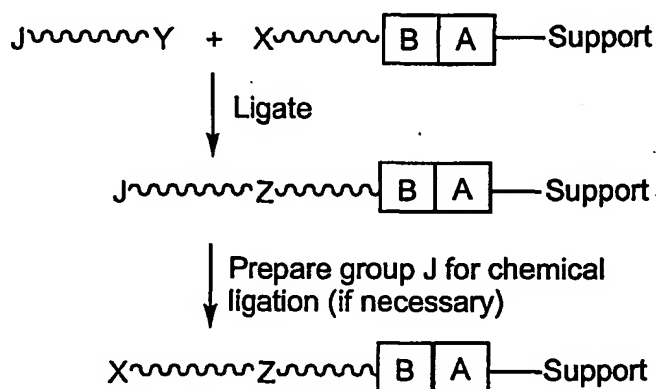 J Y + X B A Support
Ligate
J Z B A Support
Prepare group J for chemical
ligation (if necessary)
X Z B A Support